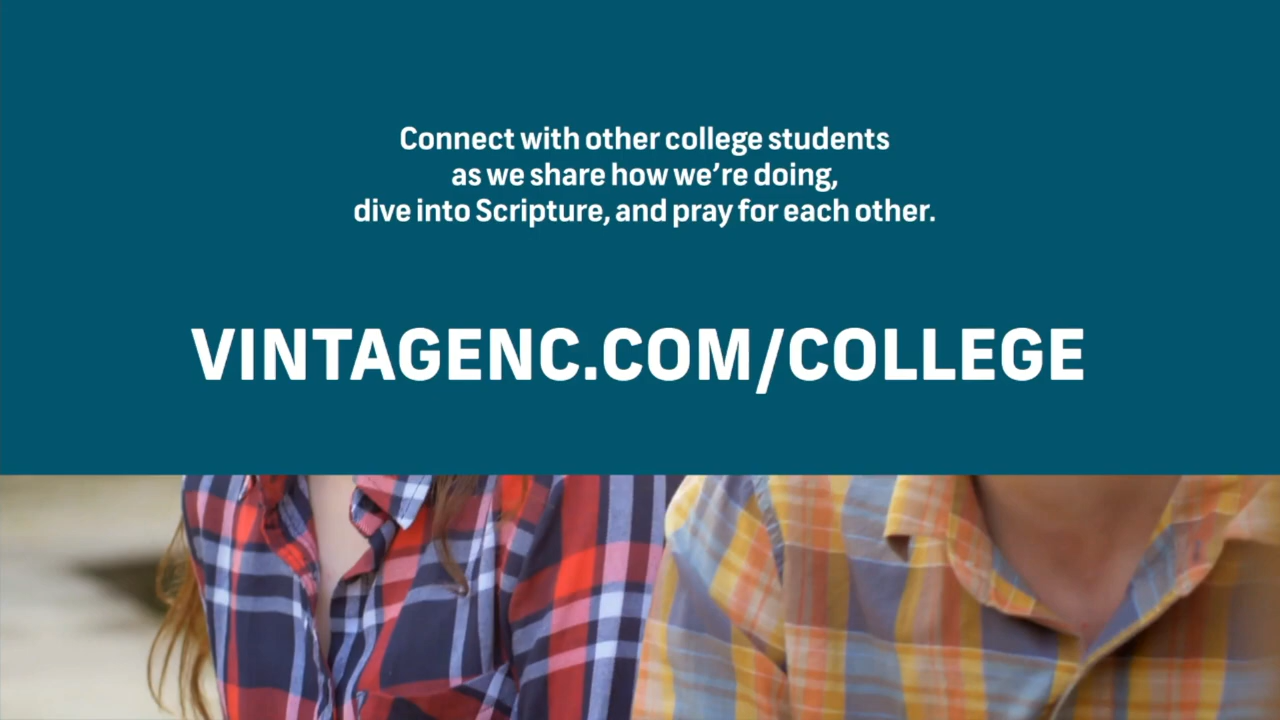 Connect with other college students
as we share how we’re doing,
dive into Scripture, and pray for each other.
VINTAGENC.COM/COLLEGE